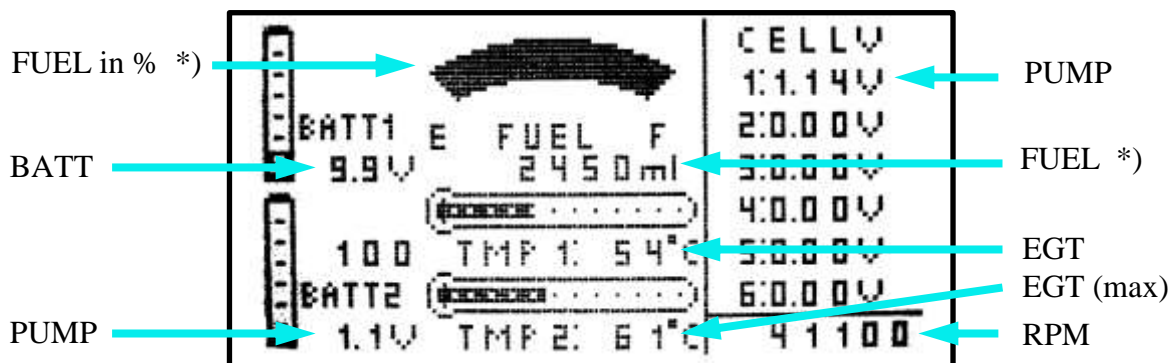 FUEL in % *)
BATT
PUMP
BATT1
9.9V
100
BATT2
1.1V
E FUEL F
2450ml
TMP 1: 54°C
TMP 2: 61°C
CELLV
1:1.14V
2:0.00V
3:0.00V
4:0.00V
5:0.00V
6:0.00V
41100
PUMP
FUEL *)
EGT
EGT (max)
RPM